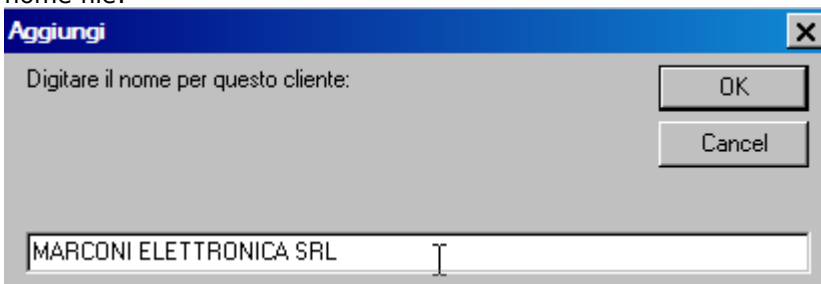 Aggiungi
Digitare il nome per questo cliente:
OK
Cancel
MARCONI ELETTRONICA SRL